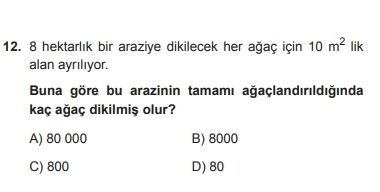 12. 8 hektarlık bir araziye dikilecek her ağaç için 10 m² lik
alan ayrılıyor.
Buna göre bu arazinin tamamı ağaçlandırıldığında
kaç ağaç dikilmiş olur?
A) 80 000 B) 8000
C) 800 D) 80